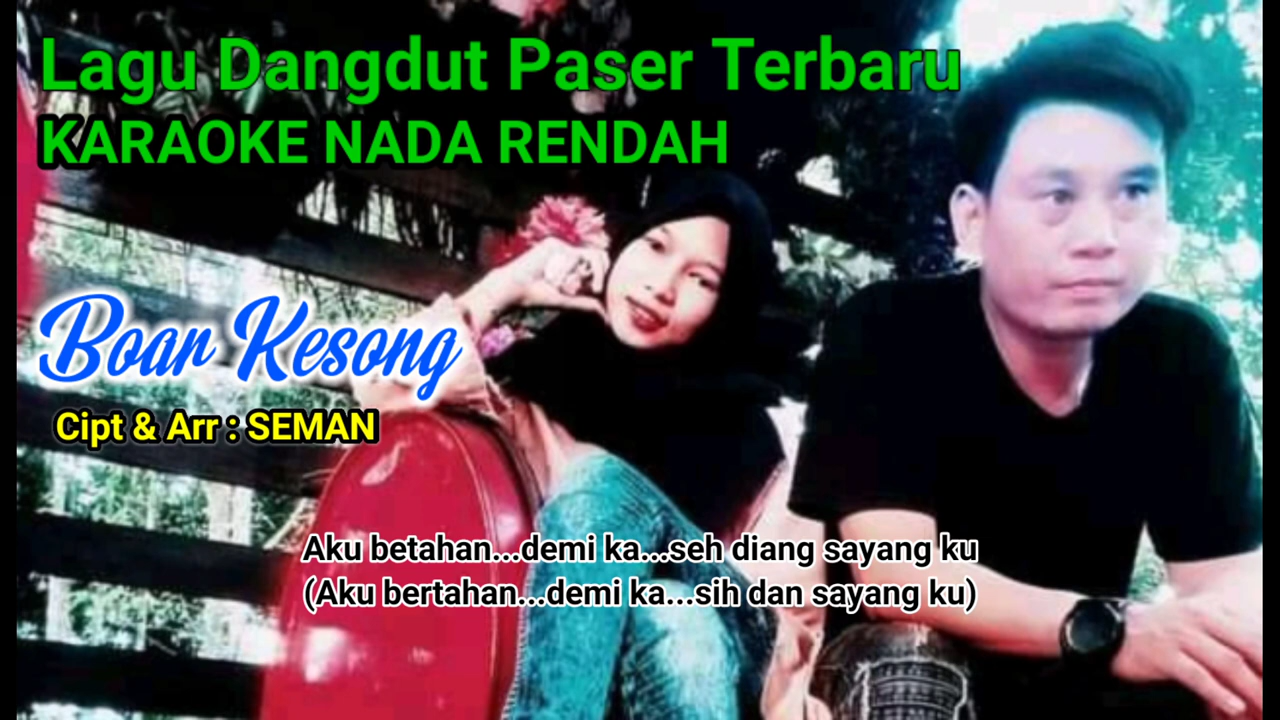 Lagu Dangdut Paser Terbaru
KARAOKE NADA RENDAH
Boar Kesong
Cipt & Arr : SEMAN
Aku betahan...demi ka...seh diang sayang ku
(Aku bertahan...demi ka...sih dan sayang ku)